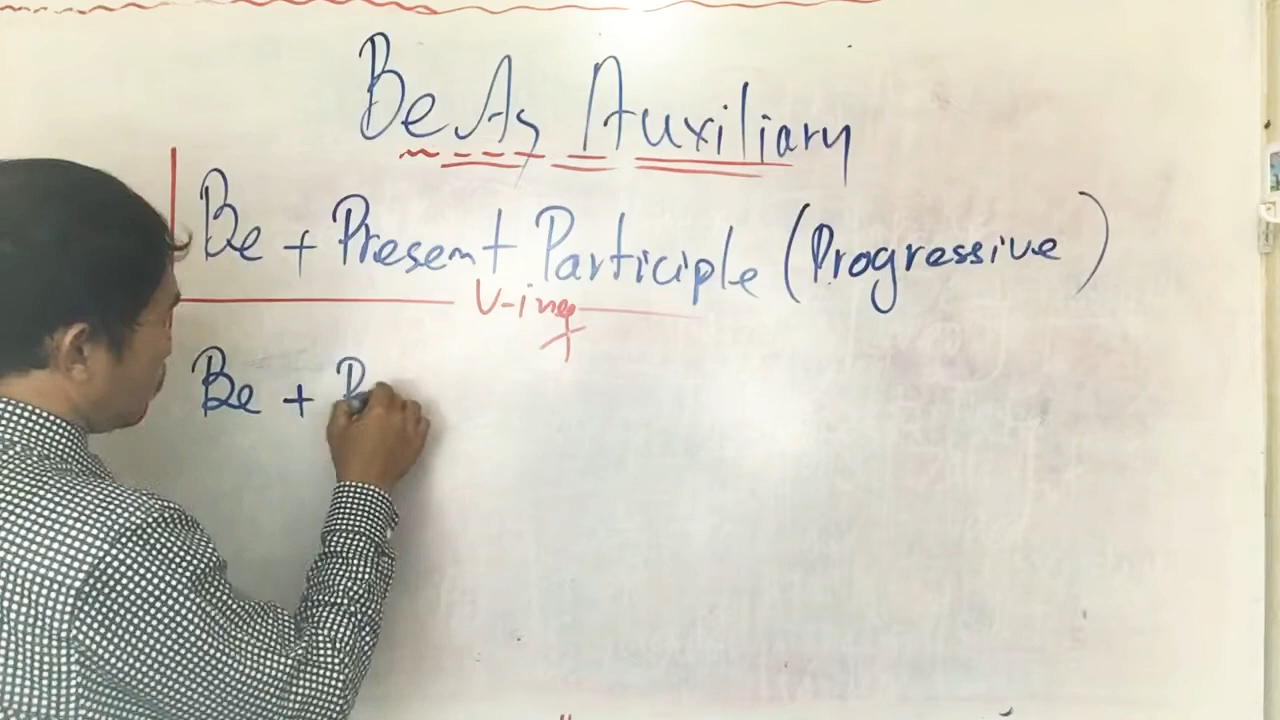 Be As Auxiliary
Be + Present Participle (Progressive)
V-ing
Be +